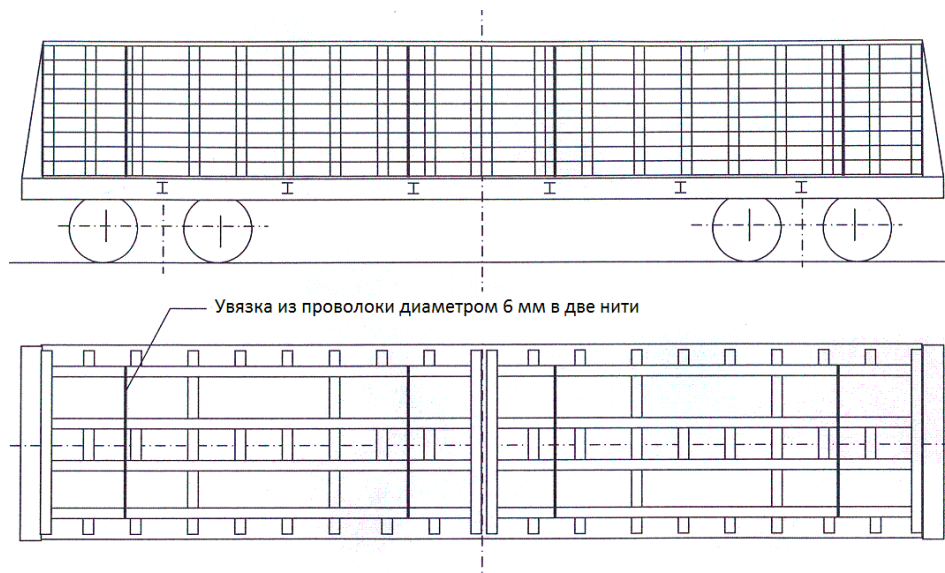 Увязка из проволоки диаметром 6 мм в две нити